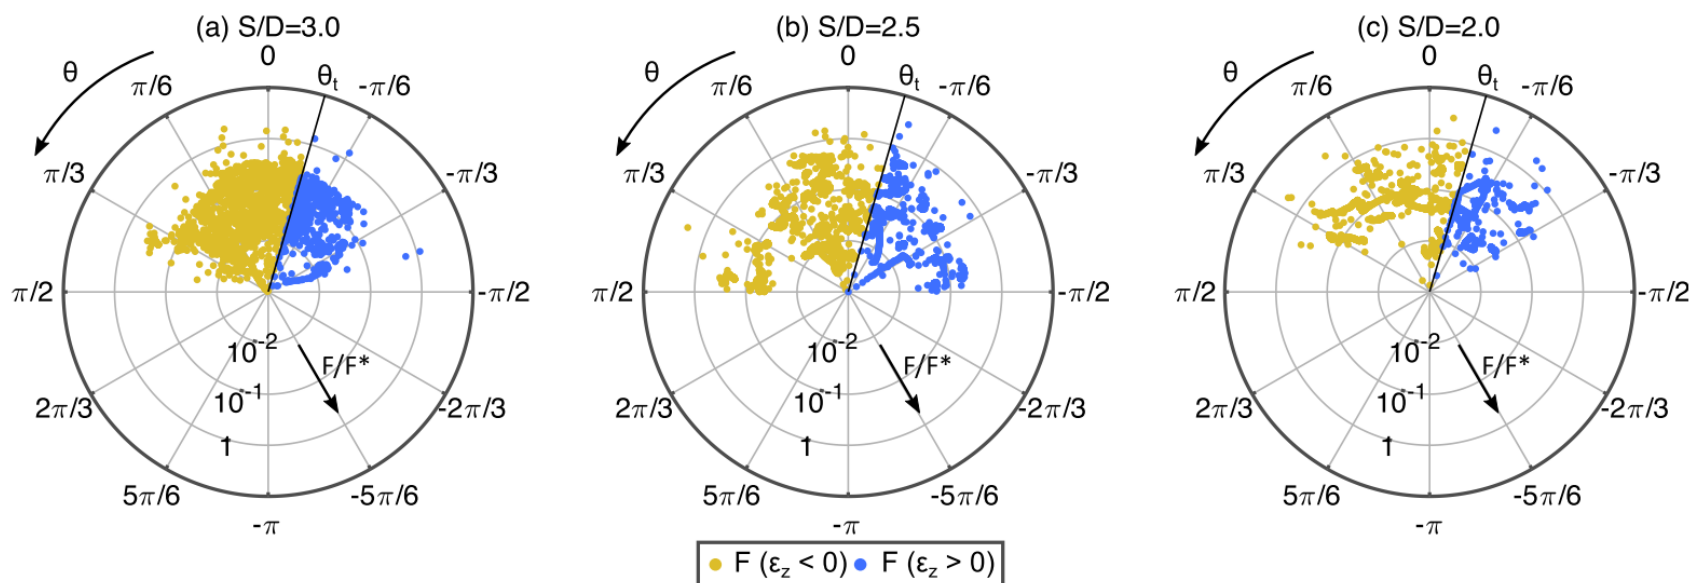 (a) S/D=3.0
0
θ
π/6
θt
-π/6
π/3
-π/3
π/2
-π/2
10-2
F/F*
10-1
2π/3
-2π/3
1
5π/6
-5π/6
-π
(b) S/D=2.5
0
θ
π/6
θt
-π/6
π/3
-π/3
π/2
-π/2
10-2
F/F*
10-1
2π/3
-2π/3
1
5π/6
-5π/6
-π
(c) S/D=2.0
0
θ
π/6
θt
-π/6
π/3
-π/3
π/2
-π/2
10-2
F/F*
10-1
2π/3
-2π/3
1
5π/6
-5π/6
-π
F (εz < 0) F (εz > 0)